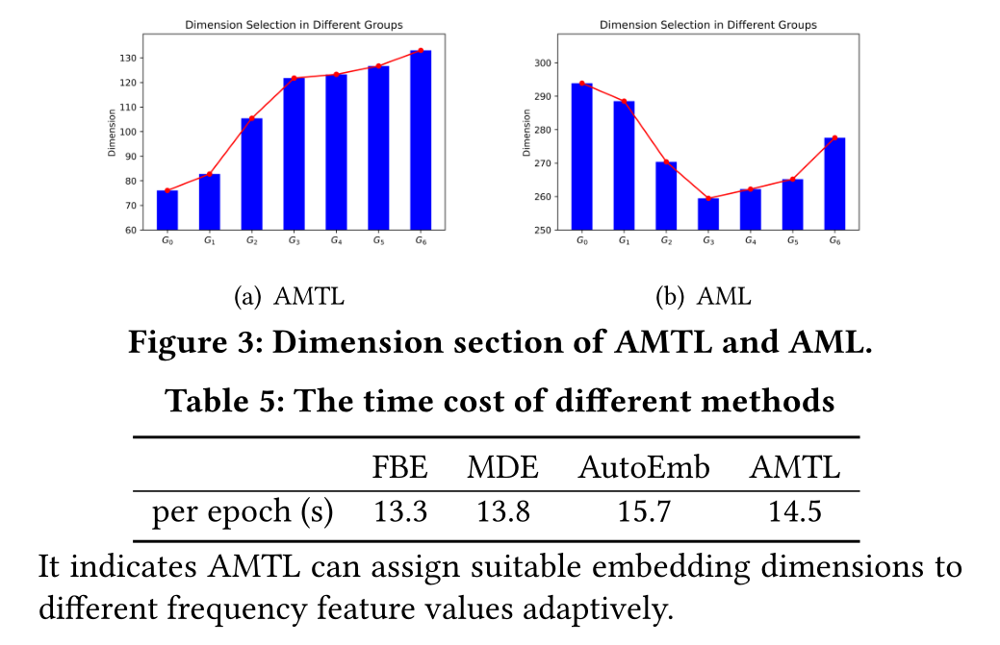 Dimension Selection in Different Groups
Dimension
130
120
110
100
90
80
70
60
G0 G1 G2 G3 G4 G5 G6
(a) AMTL
Dimension Selection in Different Groups
Dimension
300
290
280
270
260
250
G0 G1 G2 G3 G4 G5 G6
(b) AML
Figure 3: Dimension section of AMTL and AML.
Table 5: The time cost of different methods
FBE MDE AutoEmb AMTL
per epoch (s) 13.3 13.8 15.7 14.5
It indicates AMTL can assign suitable embedding dimensions to
different frequency feature values adaptively.